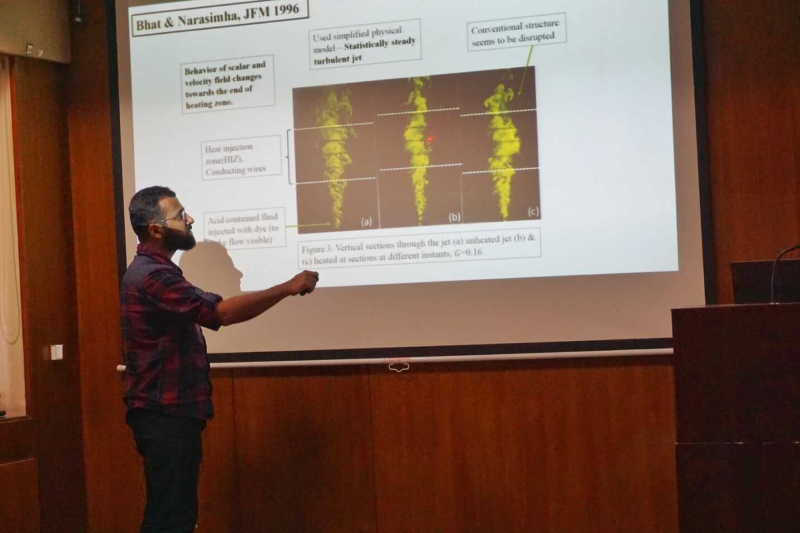 Bhat & Narasimha, JFM 1996
Used simplified physical
model – Statistically steady
turbulent jet
Conventional structure
seems to be disrupted
Behavior of scalar and
velocity field changes
towards the end of
heating zone.
Heat injection
zone(HIZ),
Conducting wires
Acid contained fluid
injected with dye (to
flow visible)
(a)
(b)
(c)
Figure 3. Vertical sections through the jet (a) unheated jet (b) &
(c) heated at sections at different instants, G=0.16